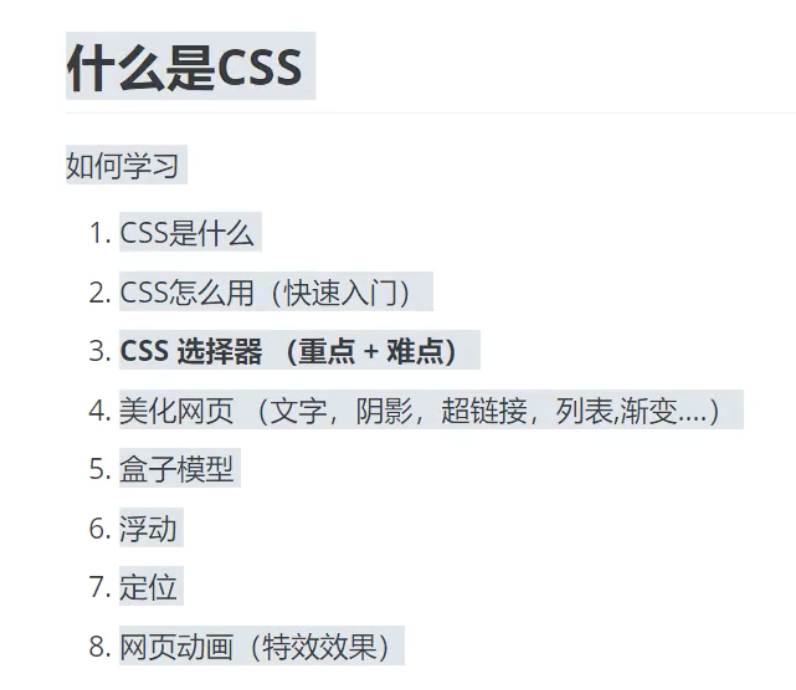 什么是CSS
如何学习
1. CSS是什么
2. CSS怎么用（快速入门）
3. CSS 选择器 （重点 + 难点）
4. 美化网页 （文字，阴影，超链接，列表,渐变....）
5. 盒子模型
6. 浮动
7. 定位
8. 网页动画（特效效果）